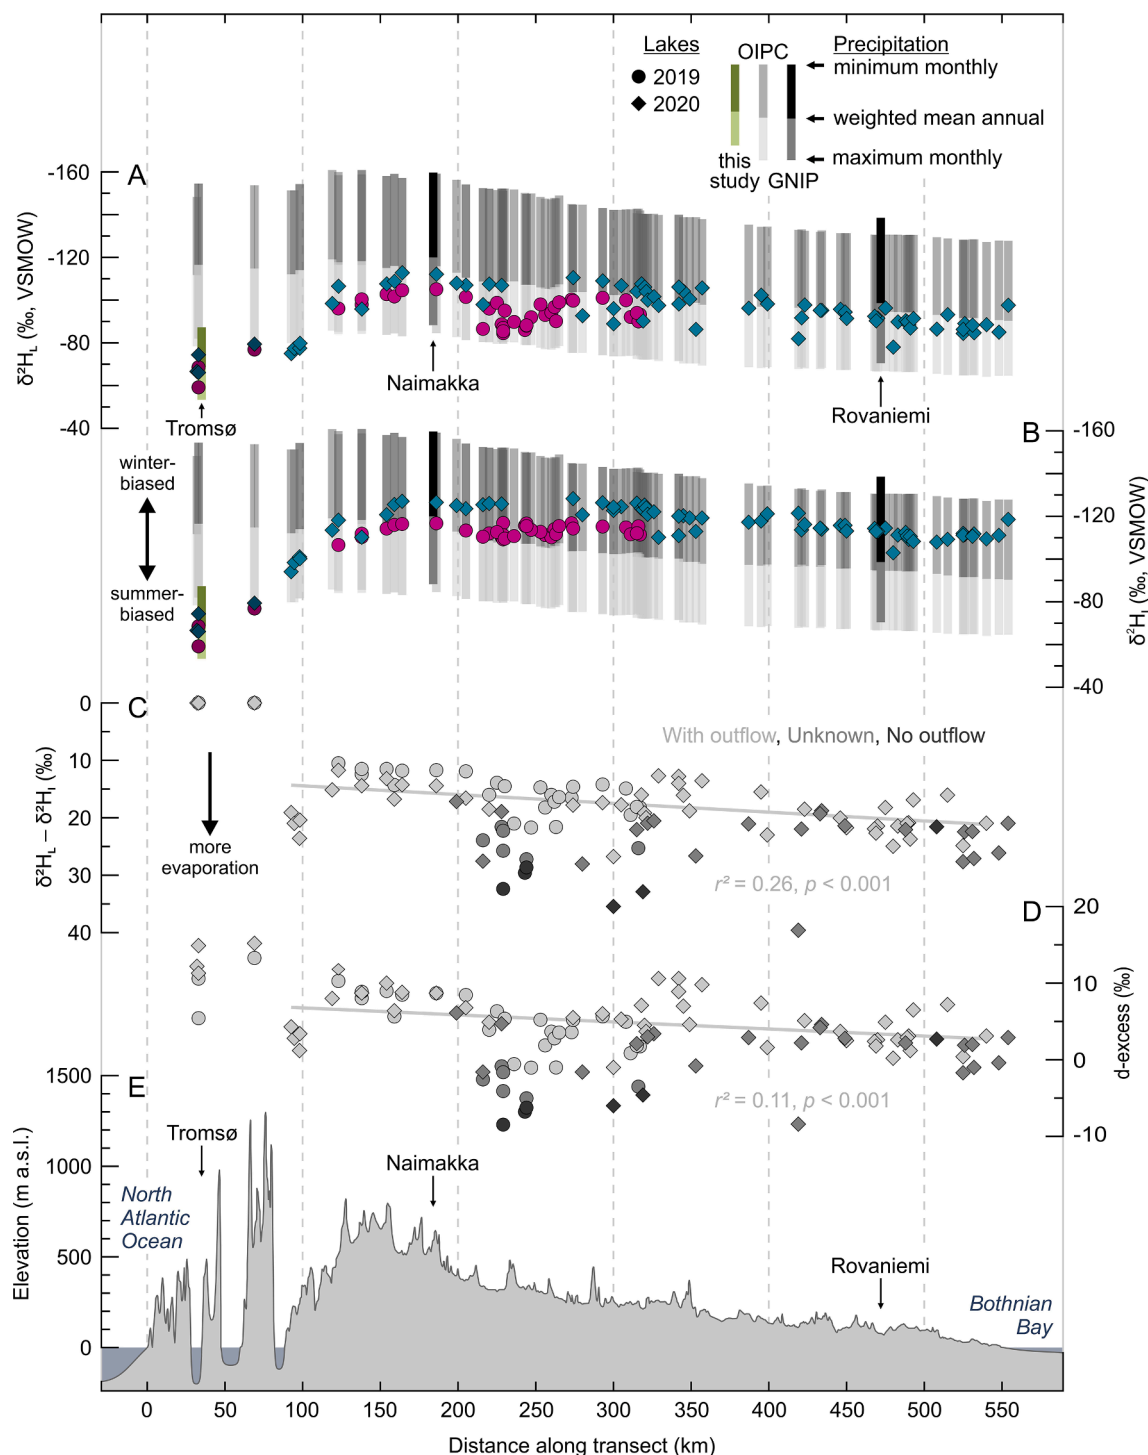 Lakes
2019
2020
OIPC
Precipitation
minimum monthly
weighted mean annual
maximum monthly
this
study
GNIP
A
-160
-120
-80
-40
δ²H_L (‰, VSMOW)
Tromsø
Naimakka
Rovaniemi
B
-160
-120
-80
-40
δ²H_I (‰, VSMOW)
winter-
biased
summer-
biased
C
0
10
20
30
40
δ²H_L – δ²H_I (‰)
With outflow, Unknown, No outflow
more
evaporation
r² = 0.26, p < 0.001
D
20
10
0
-10
d-excess (‰)
r² = 0.11, p < 0.001
E
1500
1000
500
0
Elevation (m a.s.l.)
Tromsø
Naimakka
Rovaniemi
North
Atlantic
Ocean
Bothnian
Bay
0 50 100 150 200 250 300 350 400 450 500 550
Distance along transect (km)